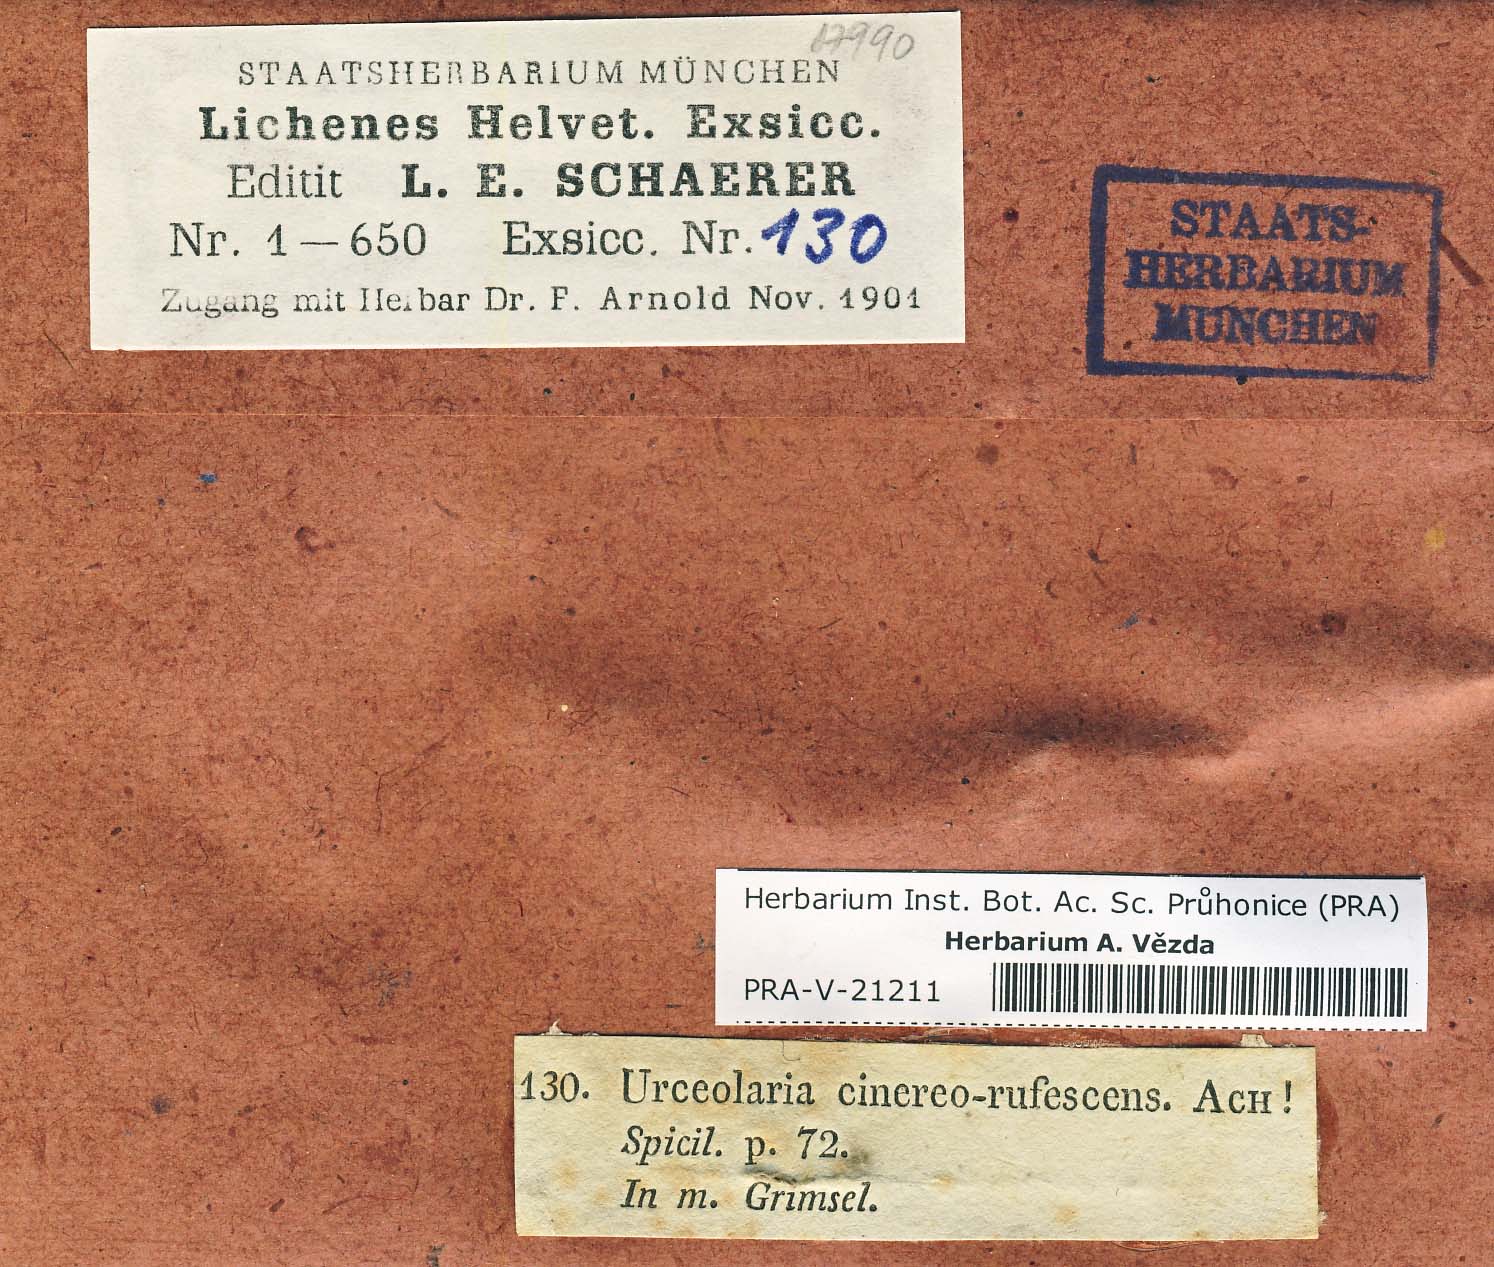 17990
STAATSHERBARIUM MÜNCHEN
Lichenes Helvet. Exsicc.
Editit L. E. SCHAERER
Nr. 1—650 Exsicc. Nr. 130
Zugang mit Herbar Dr. F. Arnold Nov. 1901
STAATS-
HERBARIUM
MÜNCHEN
Herbarium Inst. Bot. Ac. Sc. Průhonice (PRA)
Herbarium A. Vězda
PRA-V-21211
130. Urceolaria cinereo-rufescens. ACH!
Spicil. p. 72.
In m. Grimsel.